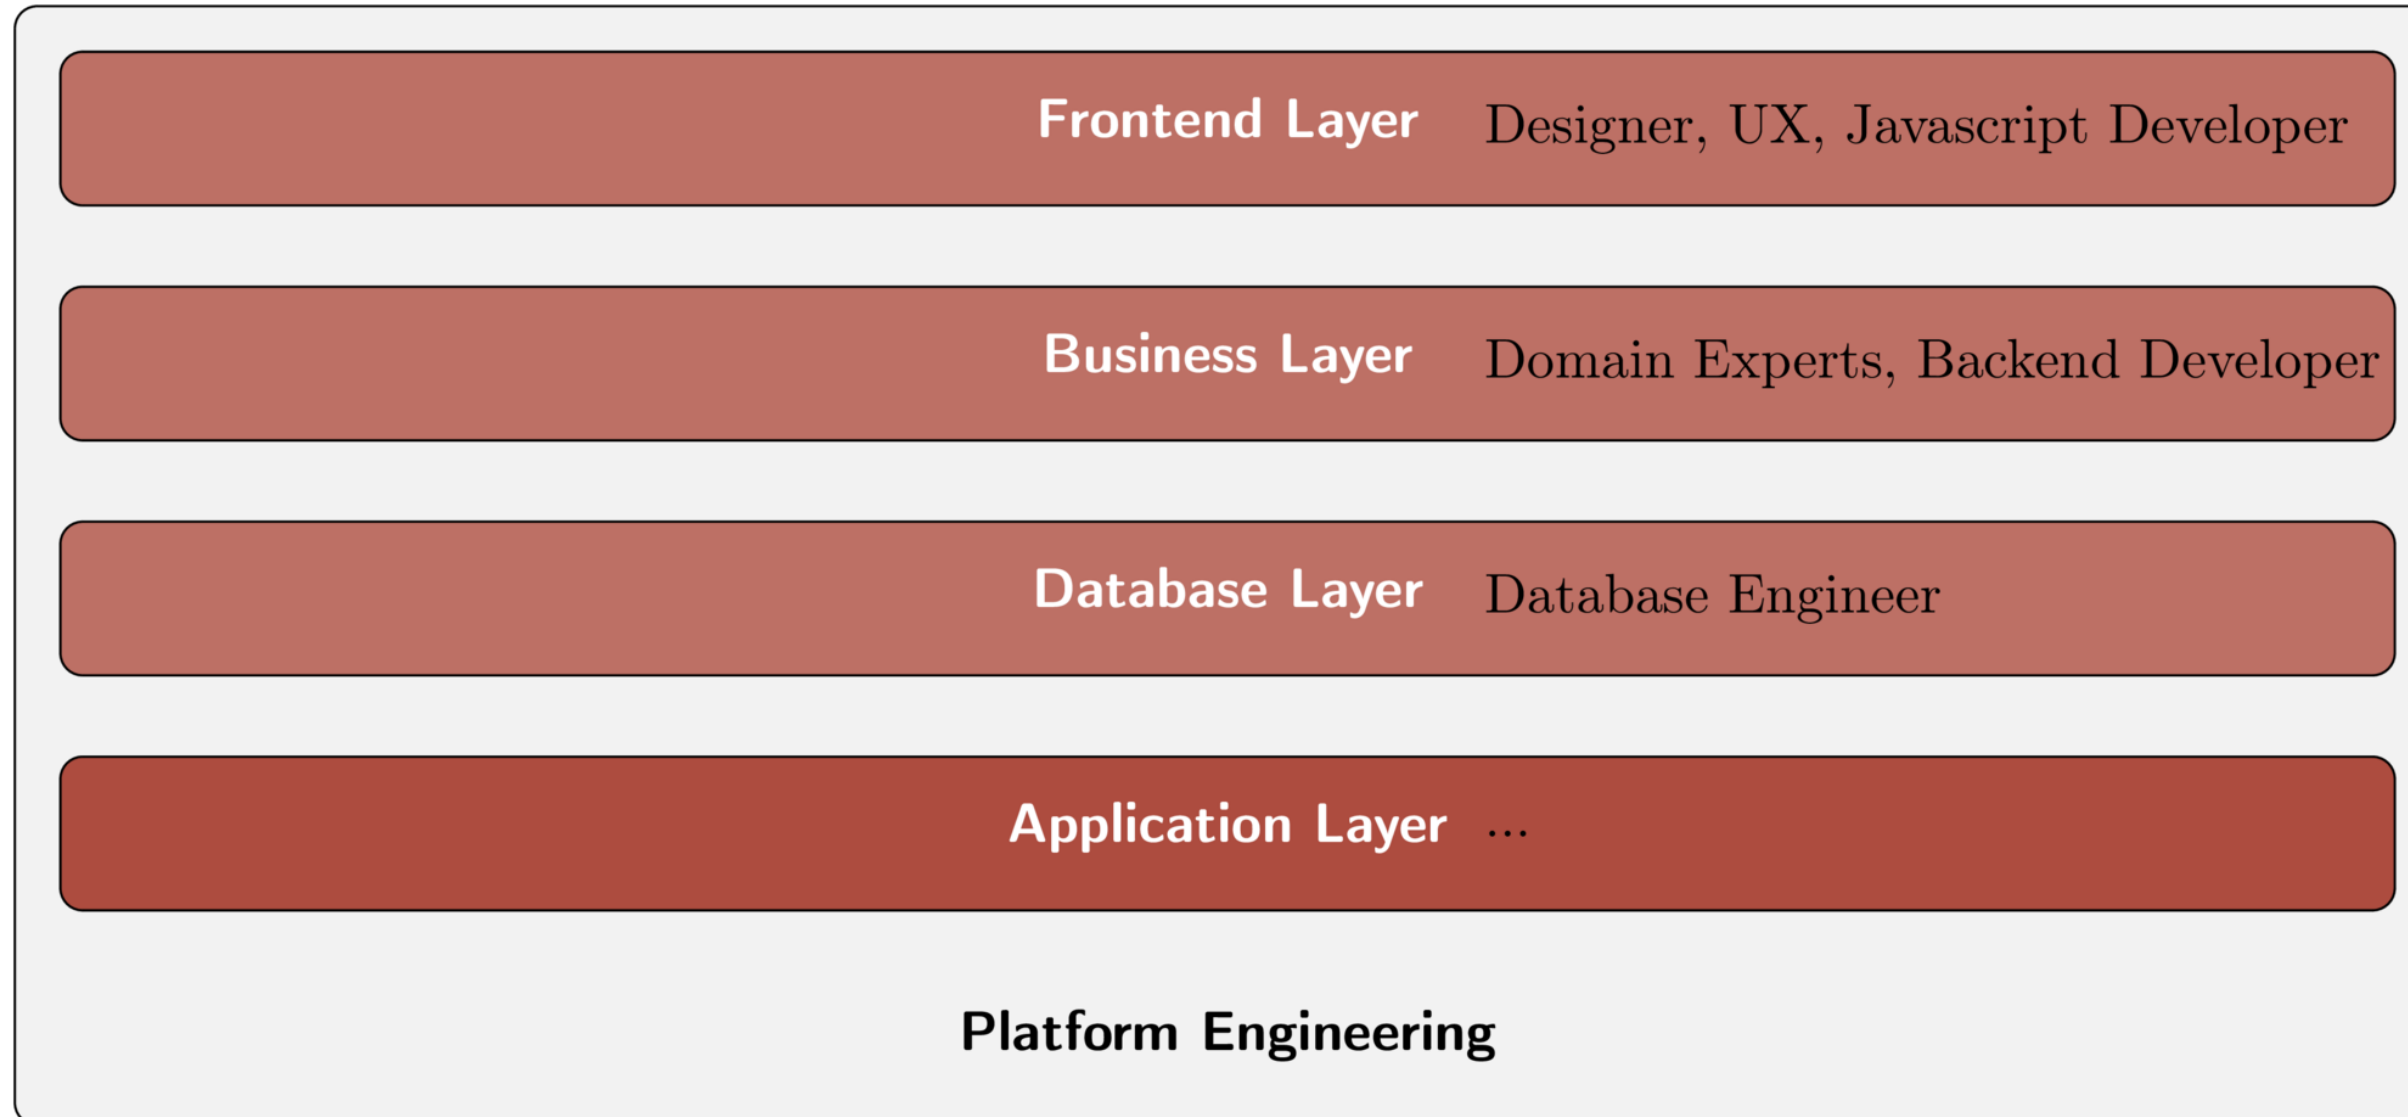 Frontend Layer Designer, UX, Javascript Developer
Business Layer Domain Experts, Backend Developer
Database Layer Database Engineer
Application Layer ...
Platform Engineering